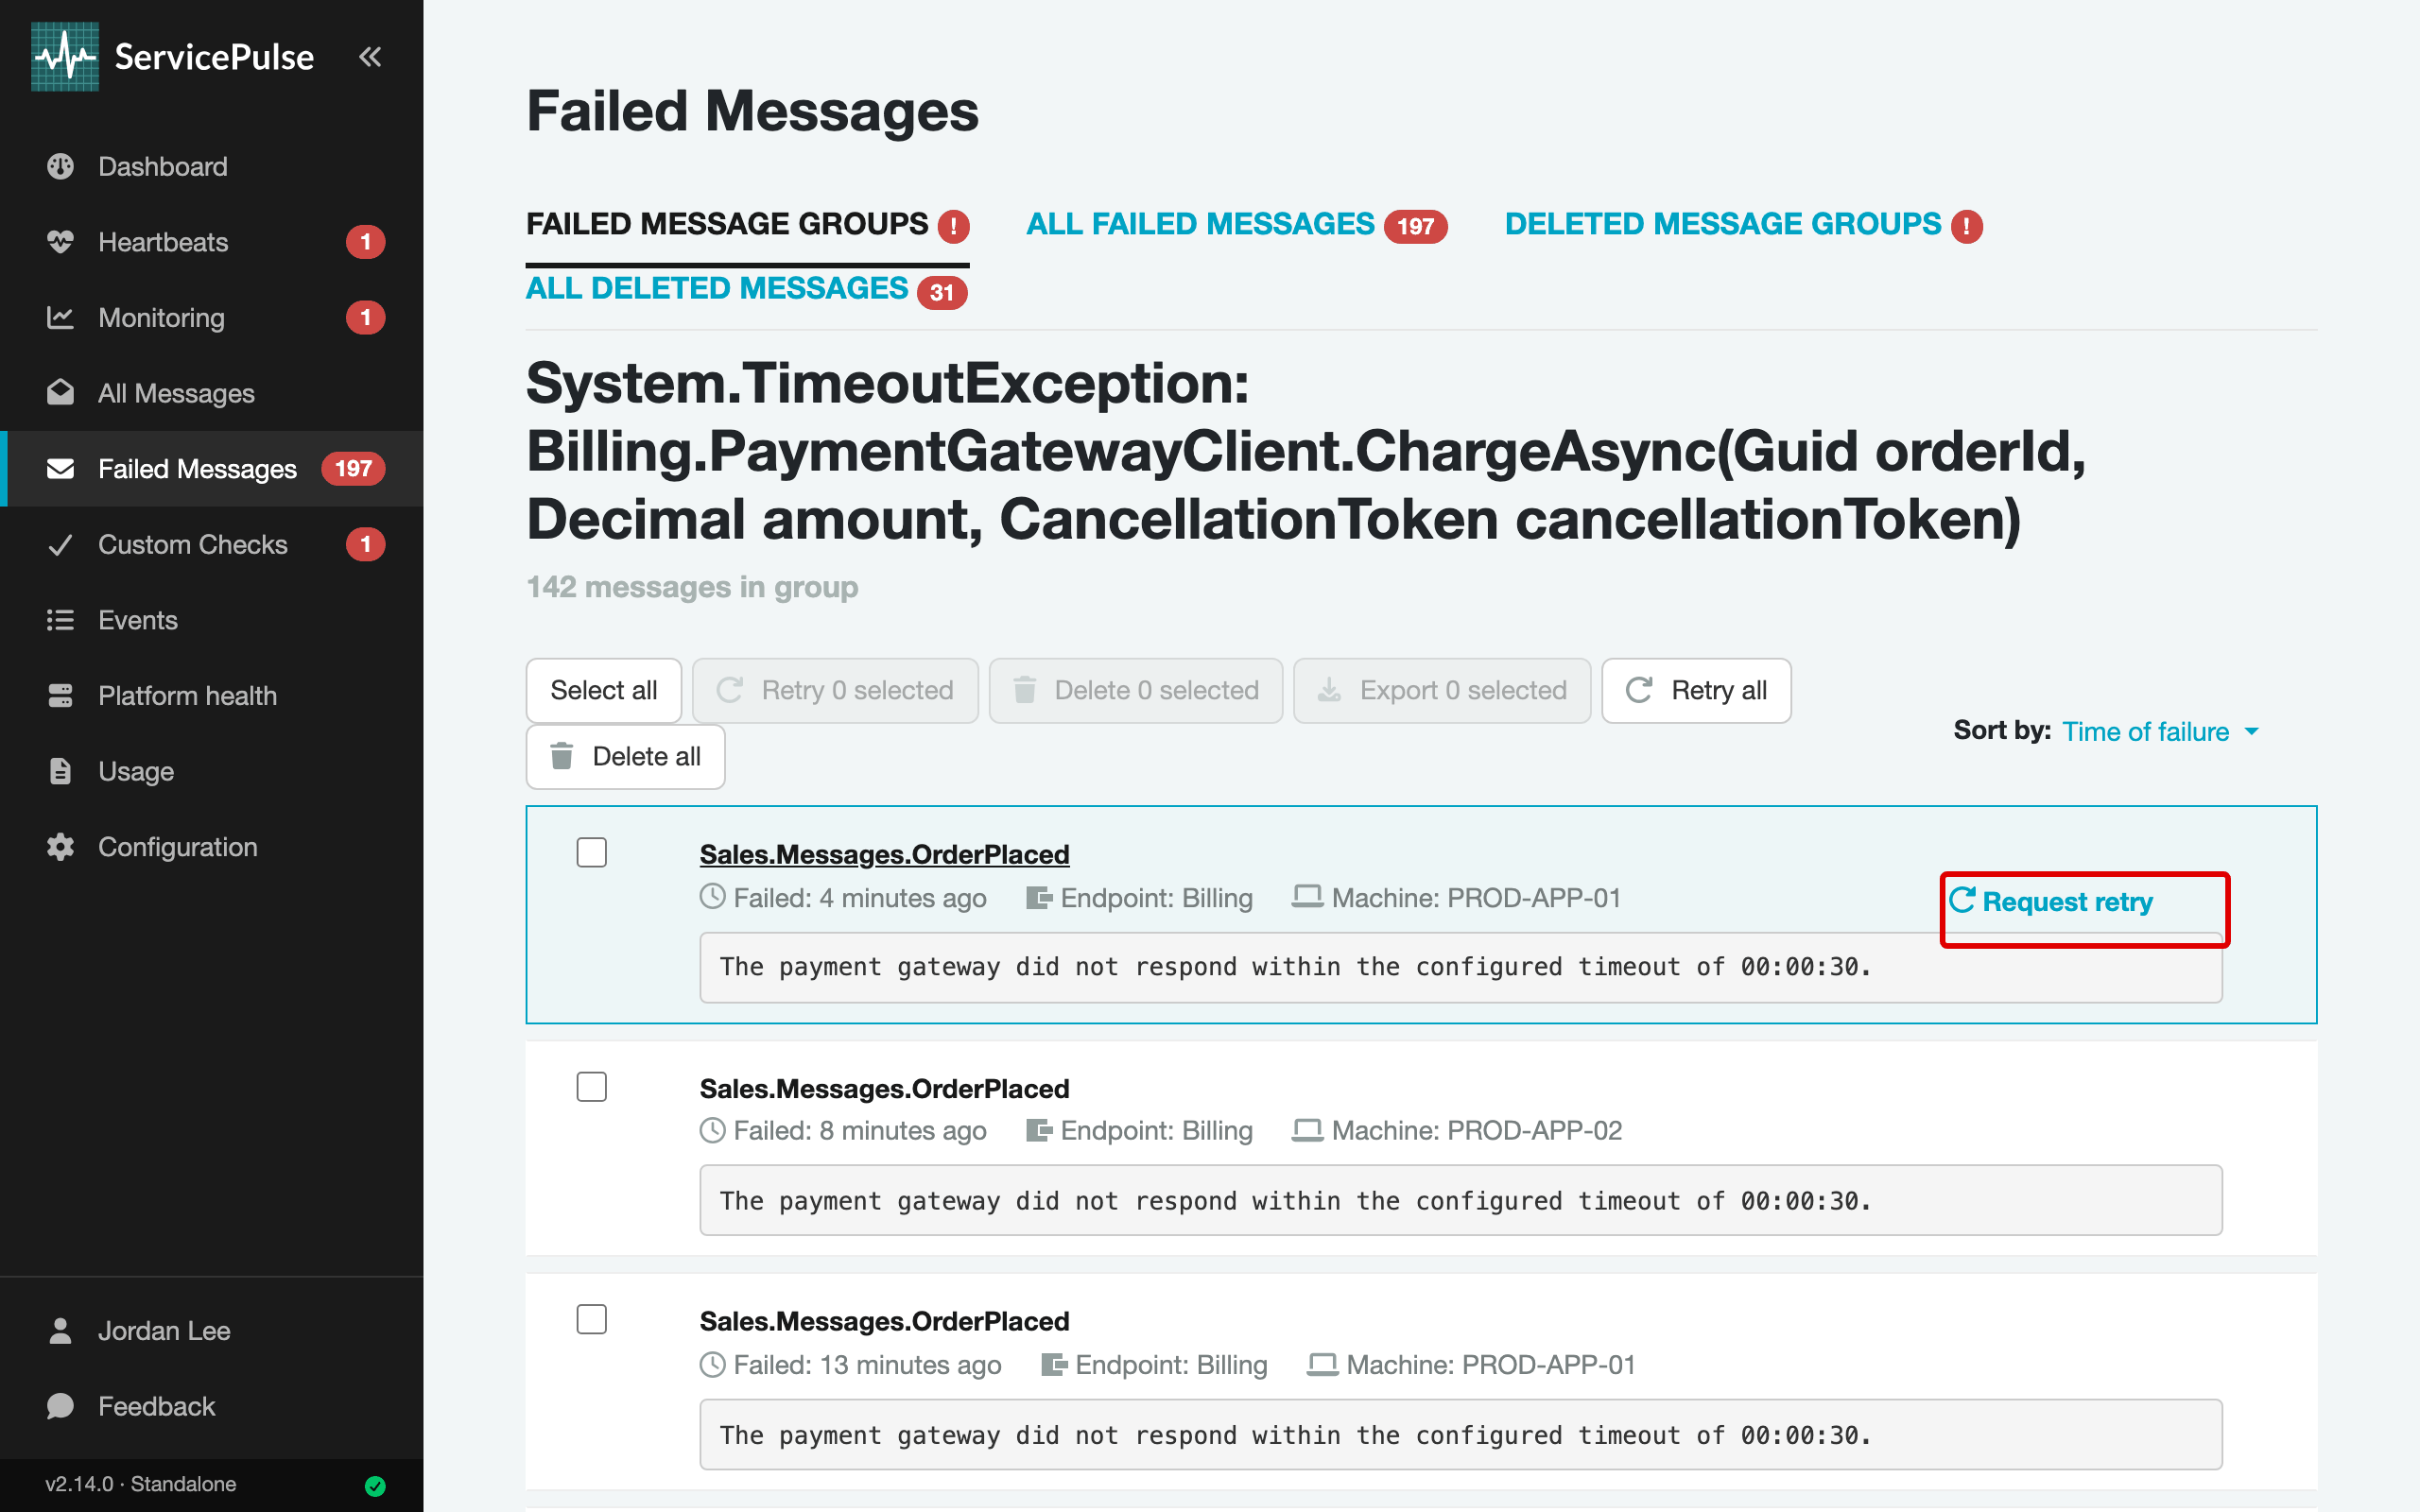 ServicePulse
Dashboard
Heartbeats 1
Monitoring 1
All Messages
Failed Messages 197
Custom Checks 1
Events
Platform health
Usage
Configuration
Jordan Lee
Feedback
v2.14.0 · Standalone
Failed Messages
FAILED MESSAGE GROUPS ! ALL FAILED MESSAGES 197 DELETED MESSAGE GROUPS !
ALL DELETED MESSAGES 31
System.TimeoutException:
Billing.PaymentGatewayClient.ChargeAsync(Guid orderId,
Decimal amount, CancellationToken cancellationToken)
142 messages in group
Select all Retry 0 selected Delete 0 selected Export 0 selected Retry all
Delete all
Sort by: Time of failure
Sales.Messages.OrderPlaced
Failed: 4 minutes ago Endpoint: Billing Machine: PROD-APP-01
Request retry
The payment gateway did not respond within the configured timeout of 00:00:30.
Sales.Messages.OrderPlaced
Failed: 8 minutes ago Endpoint: Billing Machine: PROD-APP-02
The payment gateway did not respond within the configured timeout of 00:00:30.
Sales.Messages.OrderPlaced
Failed: 13 minutes ago Endpoint: Billing Machine: PROD-APP-01
The payment gateway did not respond within the configured timeout of 00:00:30.